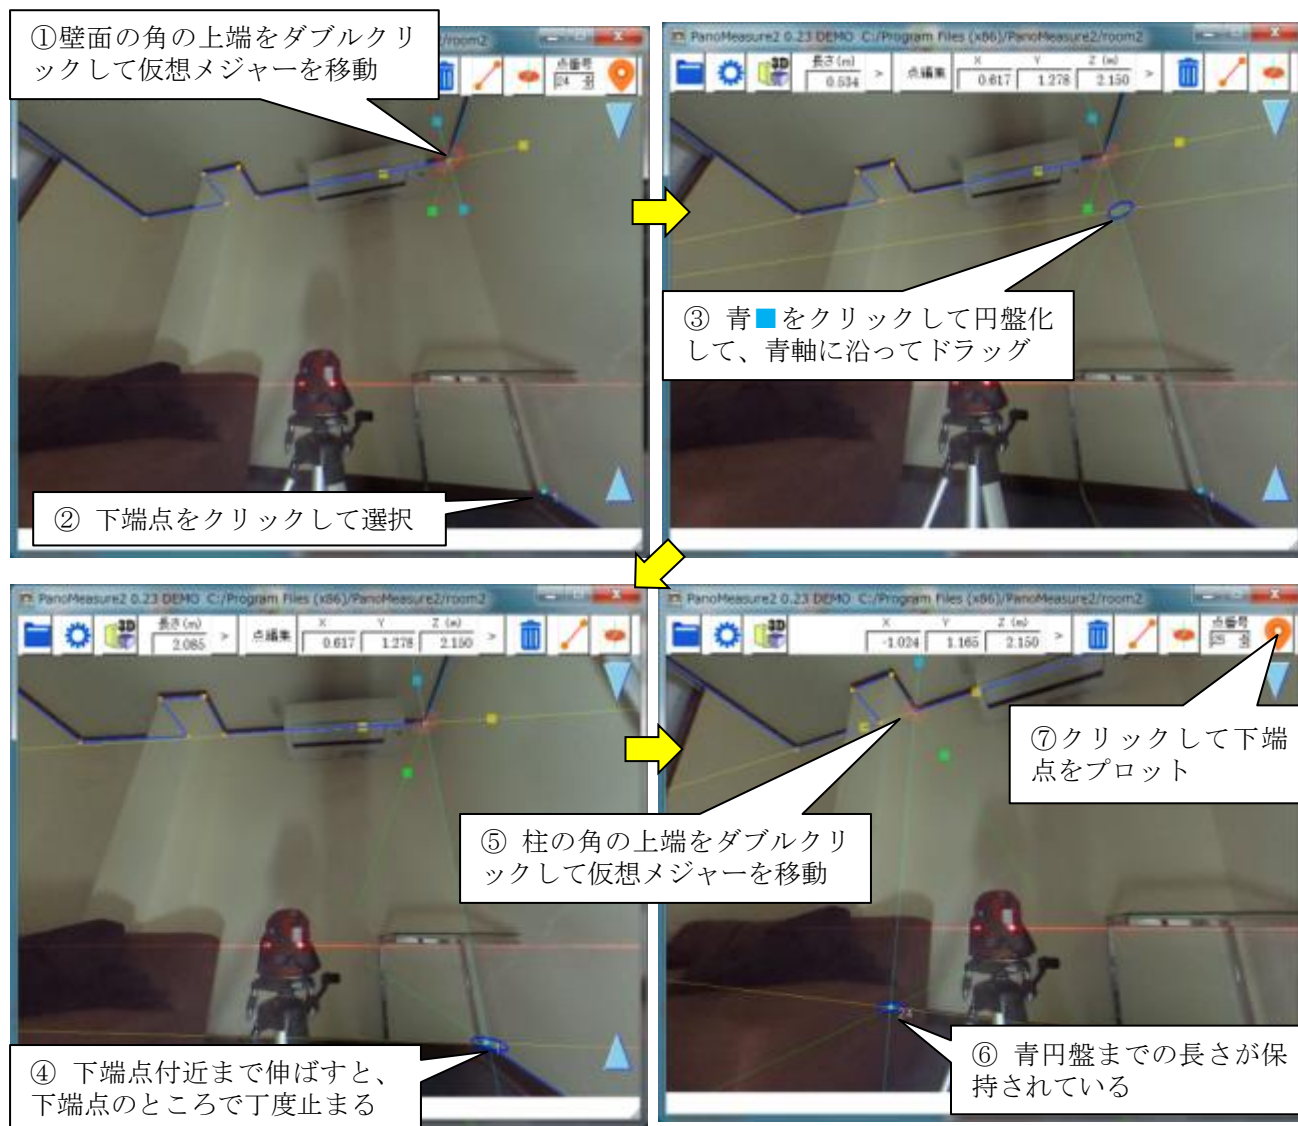 ①壁面の角の上端をダブルクリ
ックして仮想メジャーを移動
/room2
点番号
24
② 下端点をクリックして選択
PanoMeasure2 0.23 DEMO C:/Program Files (x86)/PanoMeasure2/room2
3D
長さ(m)
0.534
>
点編集
X Y Z (m)
0.617 1.278 2.150
>
③ 青■をクリックして円盤化
して、青軸に沿ってドラッグ
PanoMeasure2 0.23 DEMO C:/Program Files (x86)/PanoMeasure2/room2
3D
長さ(m)
2.085
>
点編集
X Y Z (m)
0.617 1.278 2.150
>
④ 下端点付近まで伸ばすと、
下端点のところで丁度止まる
PanoMeasure2 0.23 DEMO C:/Program Files (x86)/PanoMeasure2/room2
3D
X Y Z (m)
-1.024 1.165 2.150
>
点番号
25
⑤ 柱の角の上端をダブルクリ
ックして仮想メジャーを移動
⑦クリックして下端
点をプロット
⑥ 青円盤までの長さが保
持されている